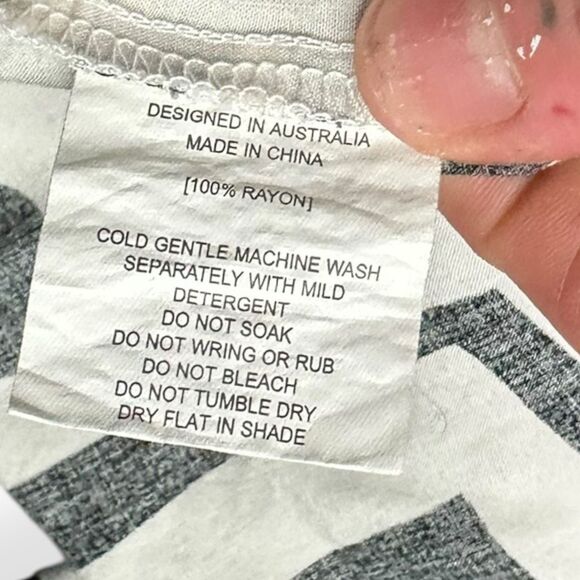 DESIGNED IN AUSTRALIA
MADE IN CHINA
[100% RAYON]
COLD GENTLE MACHINE WASH
SEPARATELY WITH MILD
DETERGENT
DO NOT SOAK
DO NOT WRING OR RUB
DO NOT BLEACH
DO NOT TUMBLE DRY
DRY FLAT IN SHADE